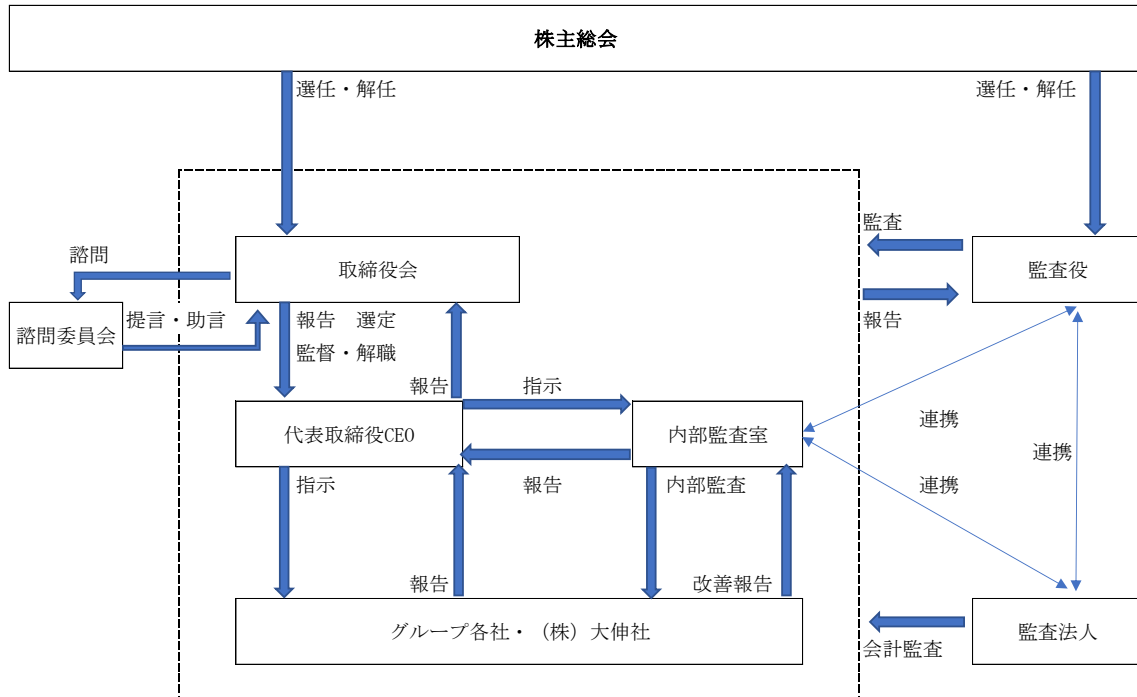 株主総会
選任・解任
選任・解任
監査
諮問
取締役会
監査役
諮問委員会
提言・助言
報告　選定
監督・解職
報告
報告
指示
代表取締役CEO
内部監査室
連携
連携
連携
指示
報告
内部監査
報告
改善報告
グループ各社・（株）大伸社
監査法人
会計監査